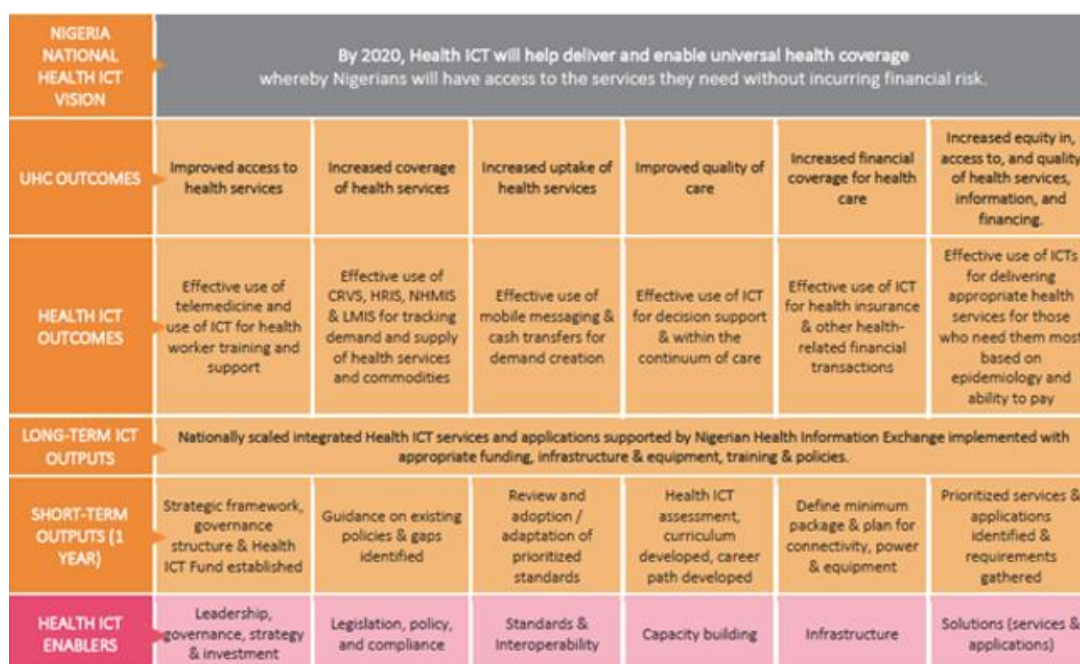 NIGERIA
NATIONAL
HEALTH ICT
VISION
By 2020, Health ICT will help deliver and enable universal health coverage
whereby Nigerians will have access to the services they need without incurring financial risk.
UHC OUTCOMES
Improved access to
health services
Increased coverage
of health services
Increased uptake of
health services
Improved quality of
care
Increased financial
coverage for health
care
Increased equity in,
access to, and quality
of health services,
information, and
financing.
HEALTH ICT
OUTCOMES
Effective use of
telemedicine and
use of ICT for health
worker training and
support
Effective use of
CRVS, HRIS, NHMIS
& LMIS for tracking
demand and supply
of health services
and commodities
Effective use of
mobile messaging &
cash transfers for
demand creation
Effective use of ICT
for decision support
& within the
continuum of care
Effective use of ICT
for health insurance
& other health-
related financial
transactions
Effective use of ICTs
for delivering
appropriate health
services for those
who need them most
based on
epidemiology and
ability to pay
LONG-TERM ICT
OUTPUTS
Nationally scaled integrated Health ICT services and applications supported by Nigerian Health Information Exchange implemented with
appropriate funding, infrastructure & equipment, training & policies.
SHORT-TERM
OUTPUTS (1
YEAR)
Strategic framework,
governance
structure & Health
ICT Fund established
Guidance on existing
policies & gaps
identified
Review and
adoption /
adaptation of
prioritized
standards
Health ICT
assessment,
curriculum
developed, career
path developed
Define minimum
package & plan for
connectivity, power
& equipment
Prioritized services &
applications
identified &
requirements
gathered
HEALTH ICT
ENABLERS
Leadership,
governance, strategy
& investment
Legislation, policy,
and compliance
Standards &
Interoperability
Capacity building
Infrastructure
Solutions (services &
applications)